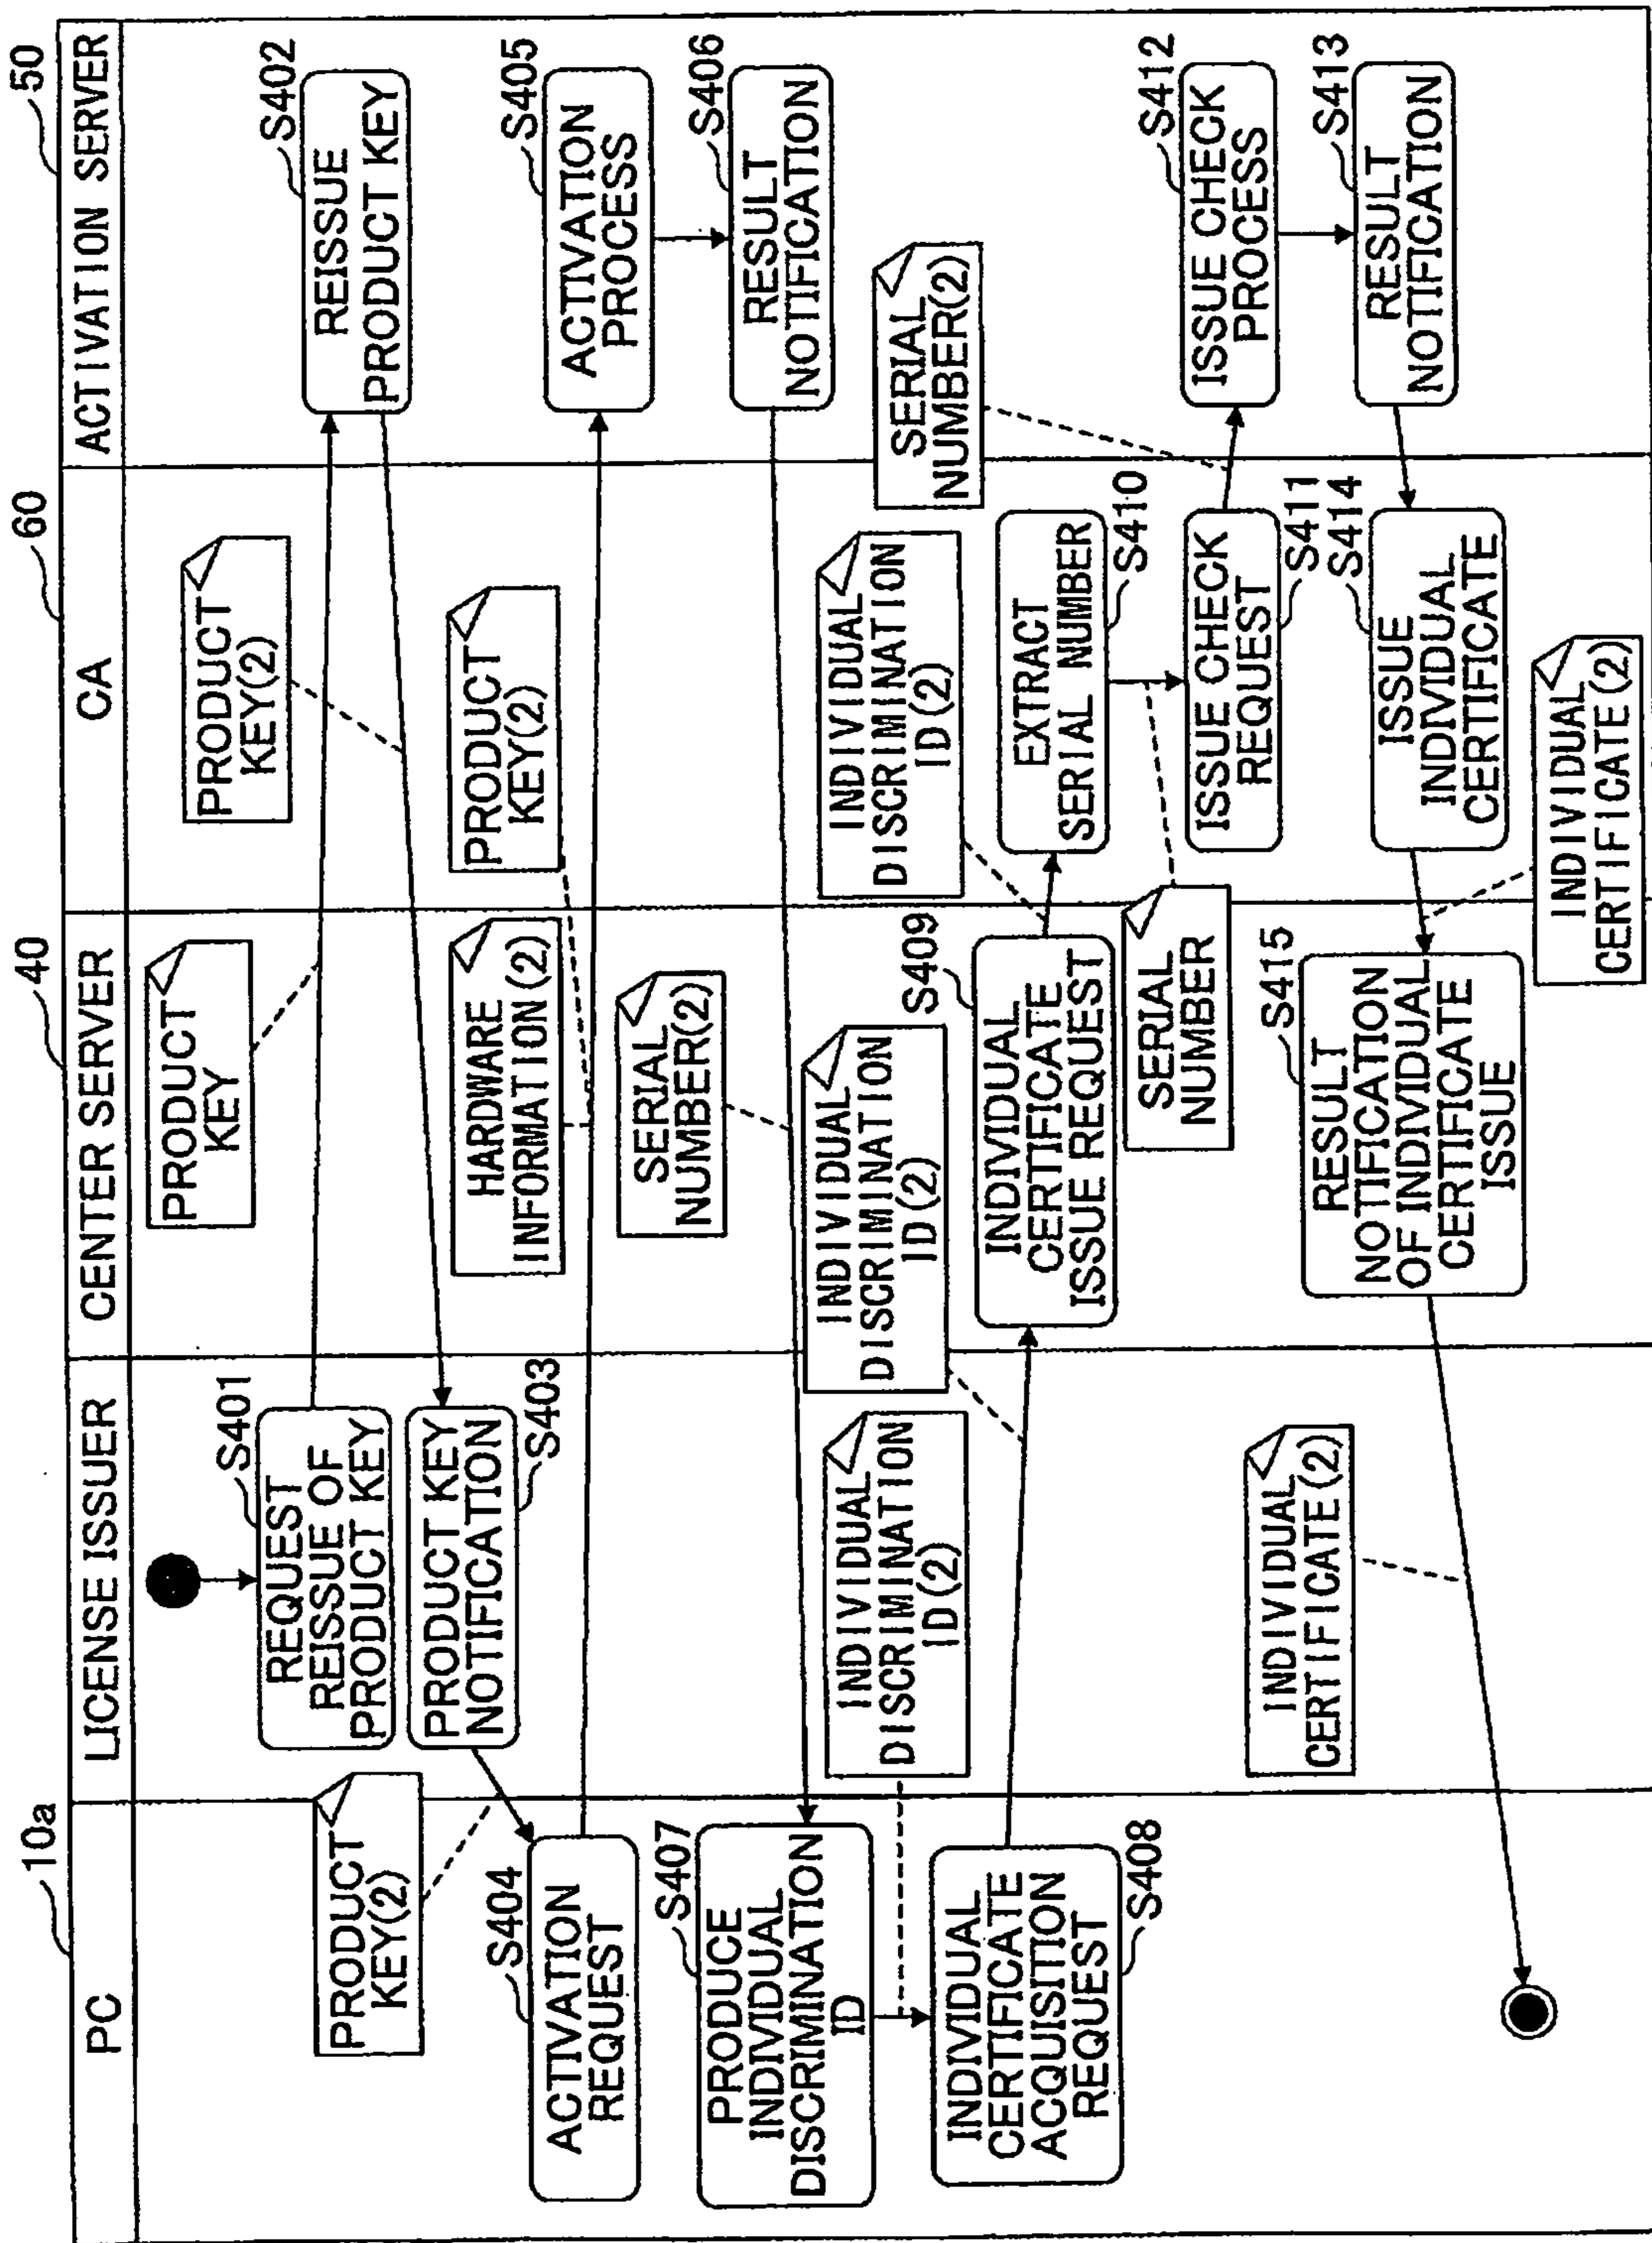 10a
40
60
50
PC
LICENSE ISSUER
CENTER SERVER
CA
ACTIVATION SERVER
S401
REQUEST
REISSUE OF
PRODUCT KEY
PRODUCT
KEY
S402
REISSUE
PRODUCT KEY
PRODUCT
KEY(2)
PRODUCT KEY
NOTIFICATION
S403
PRODUCT
KEY(2)
S404
ACTIVATION
REQUEST
HARDWARE
INFORMATION(2)
PRODUCT
KEY(2)
S405
ACTIVATION
PROCESS
S406
RESULT
NOTIFICATION
SERIAL
NUMBER(2)
S407
PRODUCE
INDIVIDUAL
DISCRIMINATION
ID
INDIVIDUAL
DISCRIMINATION
ID(2)
INDIVIDUAL
CERTIFICATE
ACQUISITION
REQUEST
S408
INDIVIDUAL
DISCRIMINATION
ID(2)
S409
INDIVIDUAL
CERTIFICATE
ISSUE REQUEST
INDIVIDUAL
DISCRIMINATION
ID(2)
EXTRACT
SERIAL NUMBER
S410
SERIAL
NUMBER
ISSUE CHECK
REQUEST
S411
SERIAL
NUMBER(2)
S412
ISSUE CHECK
PROCESS
S413
RESULT
NOTIFICATION
S414
ISSUE
INDIVIDUAL
CERTIFICATE
INDIVIDUAL
CERTIFICATE(2)
S415
RESULT
NOTIFICATION
OF INDIVIDUAL
CERTIFICATE
ISSUE
INDIVIDUAL
CERTIFICATE(2)